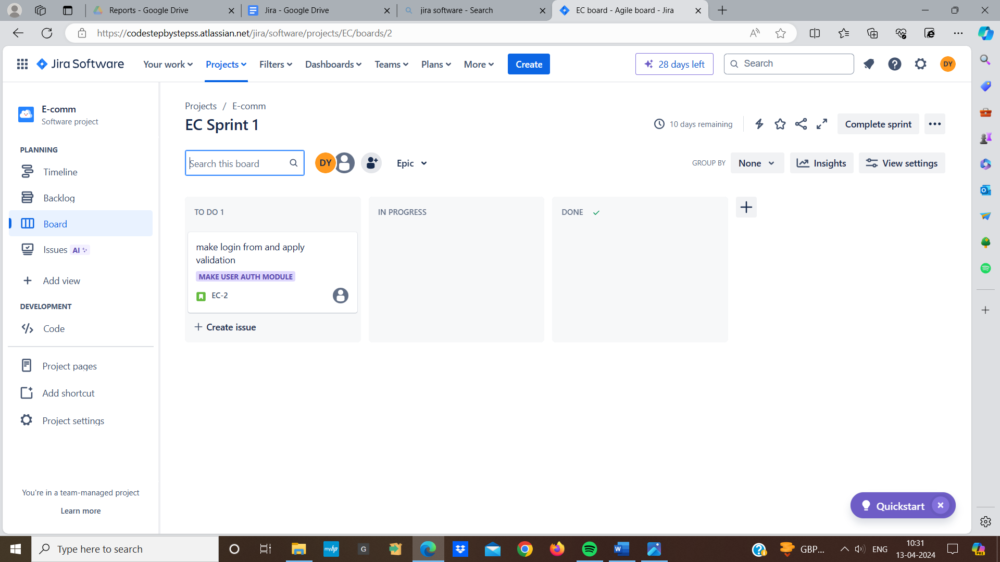 Reports - Google Drive
Jira - Google Drive
jira software - Search
EC board - Agile board - Jira
https://codestepbystepss.atlassian.net/jira/software/projects/EC/boards/2
Jira Software
Your work
Projects
Filters
Dashboards
Teams
Plans
More
Create
28 days left
Search
DY
E-comm
Software project
PLANNING
Timeline
Backlog
Board
Issues AI
Add view
DEVELOPMENT
Code
Project pages
Add shortcut
Project settings
You're in a team-managed project
Learn more
Projects / E-comm
EC Sprint 1
10 days remaining
Complete sprint
Search this board
DY
Epic
GROUP BY
None
Insights
View settings
TO DO 1
IN PROGRESS
DONE
make login from and apply
validation
MAKE USER AUTH MODULE
EC-2
Create issue
Quickstart
Type here to search
myhp
G
W
GBP...
ENG
10:31
13-04-2024
PRE